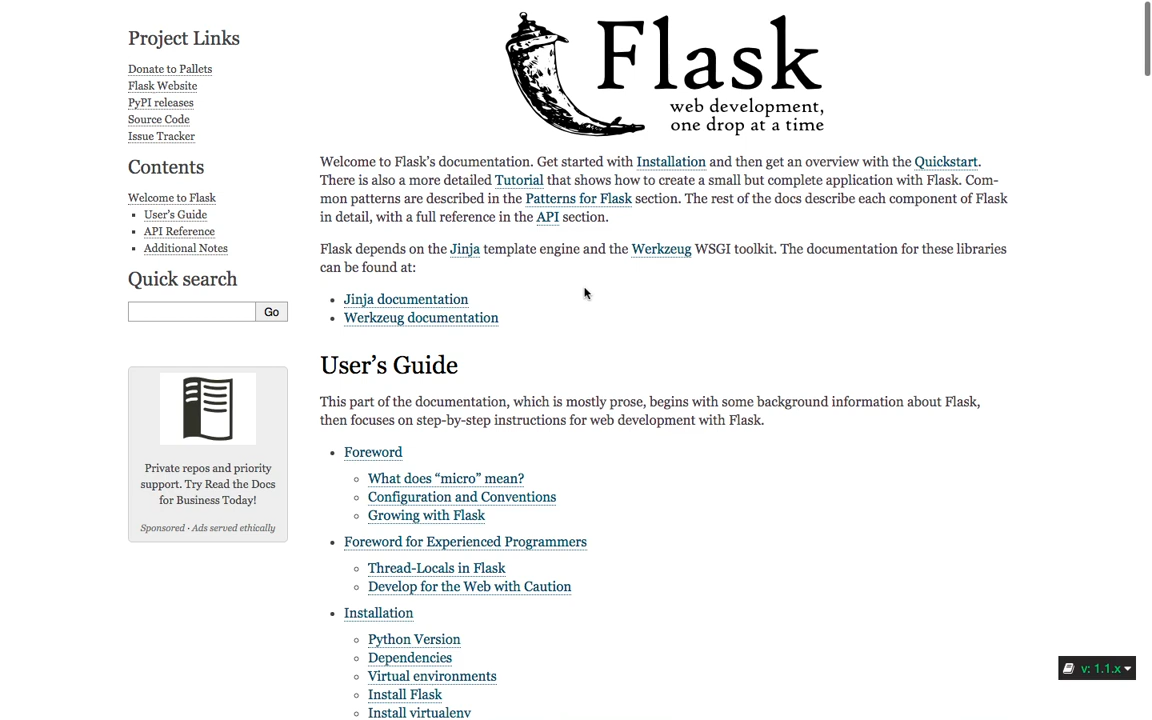 Project Links
Donate to Pallets
Flask Website
PyPI releases
Source Code
Issue Tracker
Contents
Welcome to Flask
User’s Guide
API Reference
Additional Notes
Quick search
Go
Private repos and priority
support. Try Read the Docs
for Business Today!
Sponsored · Ads served ethically
Flask
web development,
one drop at a time
Welcome to Flask’s documentation. Get started with Installation and then get an overview with the Quickstart.
There is also a more detailed Tutorial that shows how to create a small but complete application with Flask. Com-
mon patterns are described in the Patterns for Flask section. The rest of the docs describe each component of Flask
in detail, with a full reference in the API section.
Flask depends on the Jinja template engine and the Werkzeug WSGI toolkit. The documentation for these libraries
can be found at:
Jinja documentation
Werkzeug documentation
User’s Guide
This part of the documentation, which is mostly prose, begins with some background information about Flask,
then focuses on step-by-step instructions for web development with Flask.
Foreword
What does “micro” mean?
Configuration and Conventions
Growing with Flask
Foreword for Experienced Programmers
Thread-Locals in Flask
Develop for the Web with Caution
Installation
Python Version
Dependencies
Virtual environments
Install Flask
Install virtualenv
v: 1.1.x